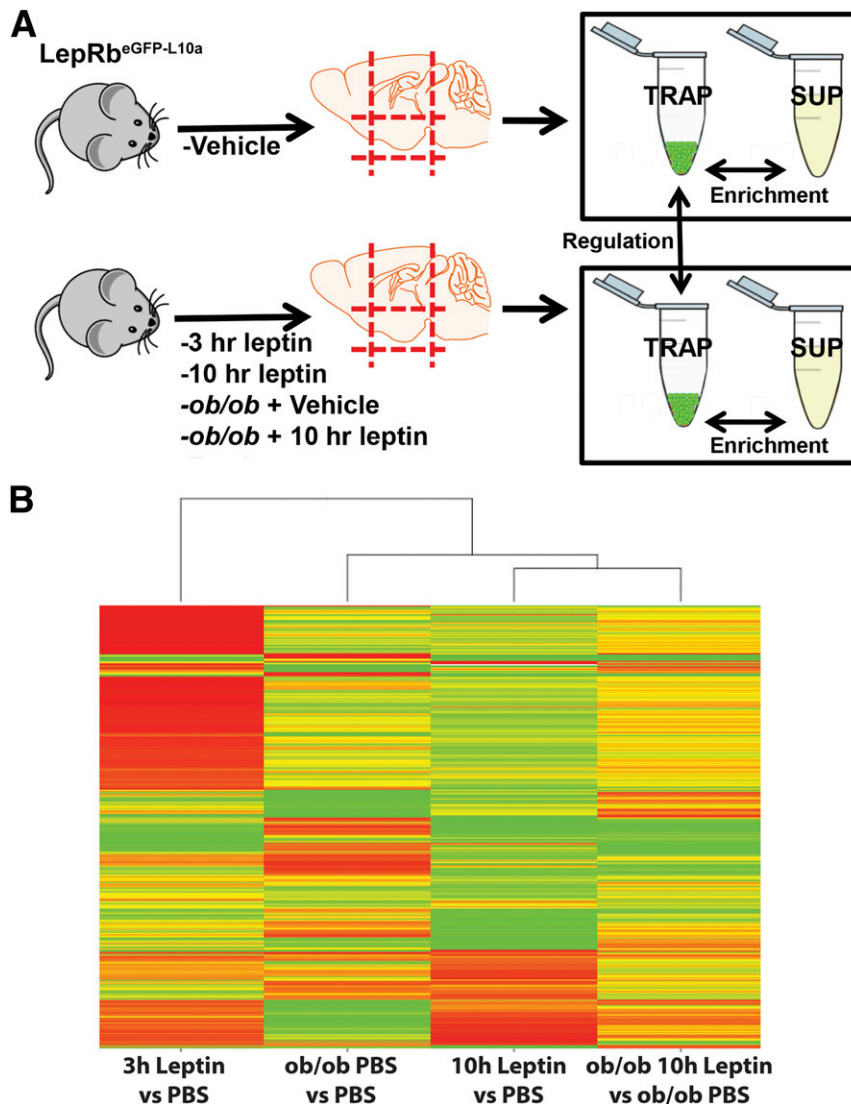 A
LepRb^eGFP-L10a
-Vehicle
TRAP
SUP
Enrichment
Regulation
-3 hr leptin
-10 hr leptin
-ob/ob + Vehicle
-ob/ob + 10 hr leptin
TRAP
SUP
Enrichment
B
3h Leptin
vs PBS
ob/ob PBS
vs PBS
10h Leptin
vs PBS
ob/ob 10h Leptin
vs ob/ob PBS